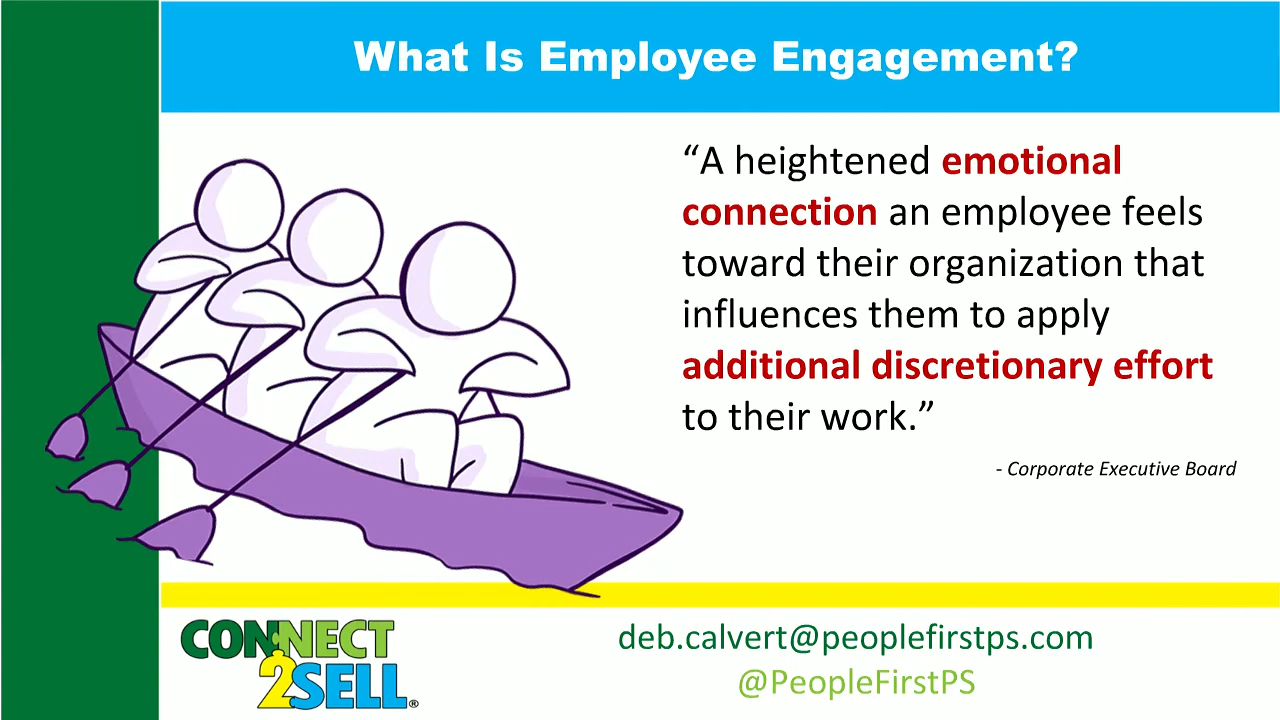 What Is Employee Engagement?
“A heightened emotional
connection an employee feels
toward their organization that
influences them to apply
additional discretionary effort
to their work.”
- Corporate Executive Board
CONNECT
2SELL®
deb.calvert@peoplefirstps.com
@PeopleFirstPS